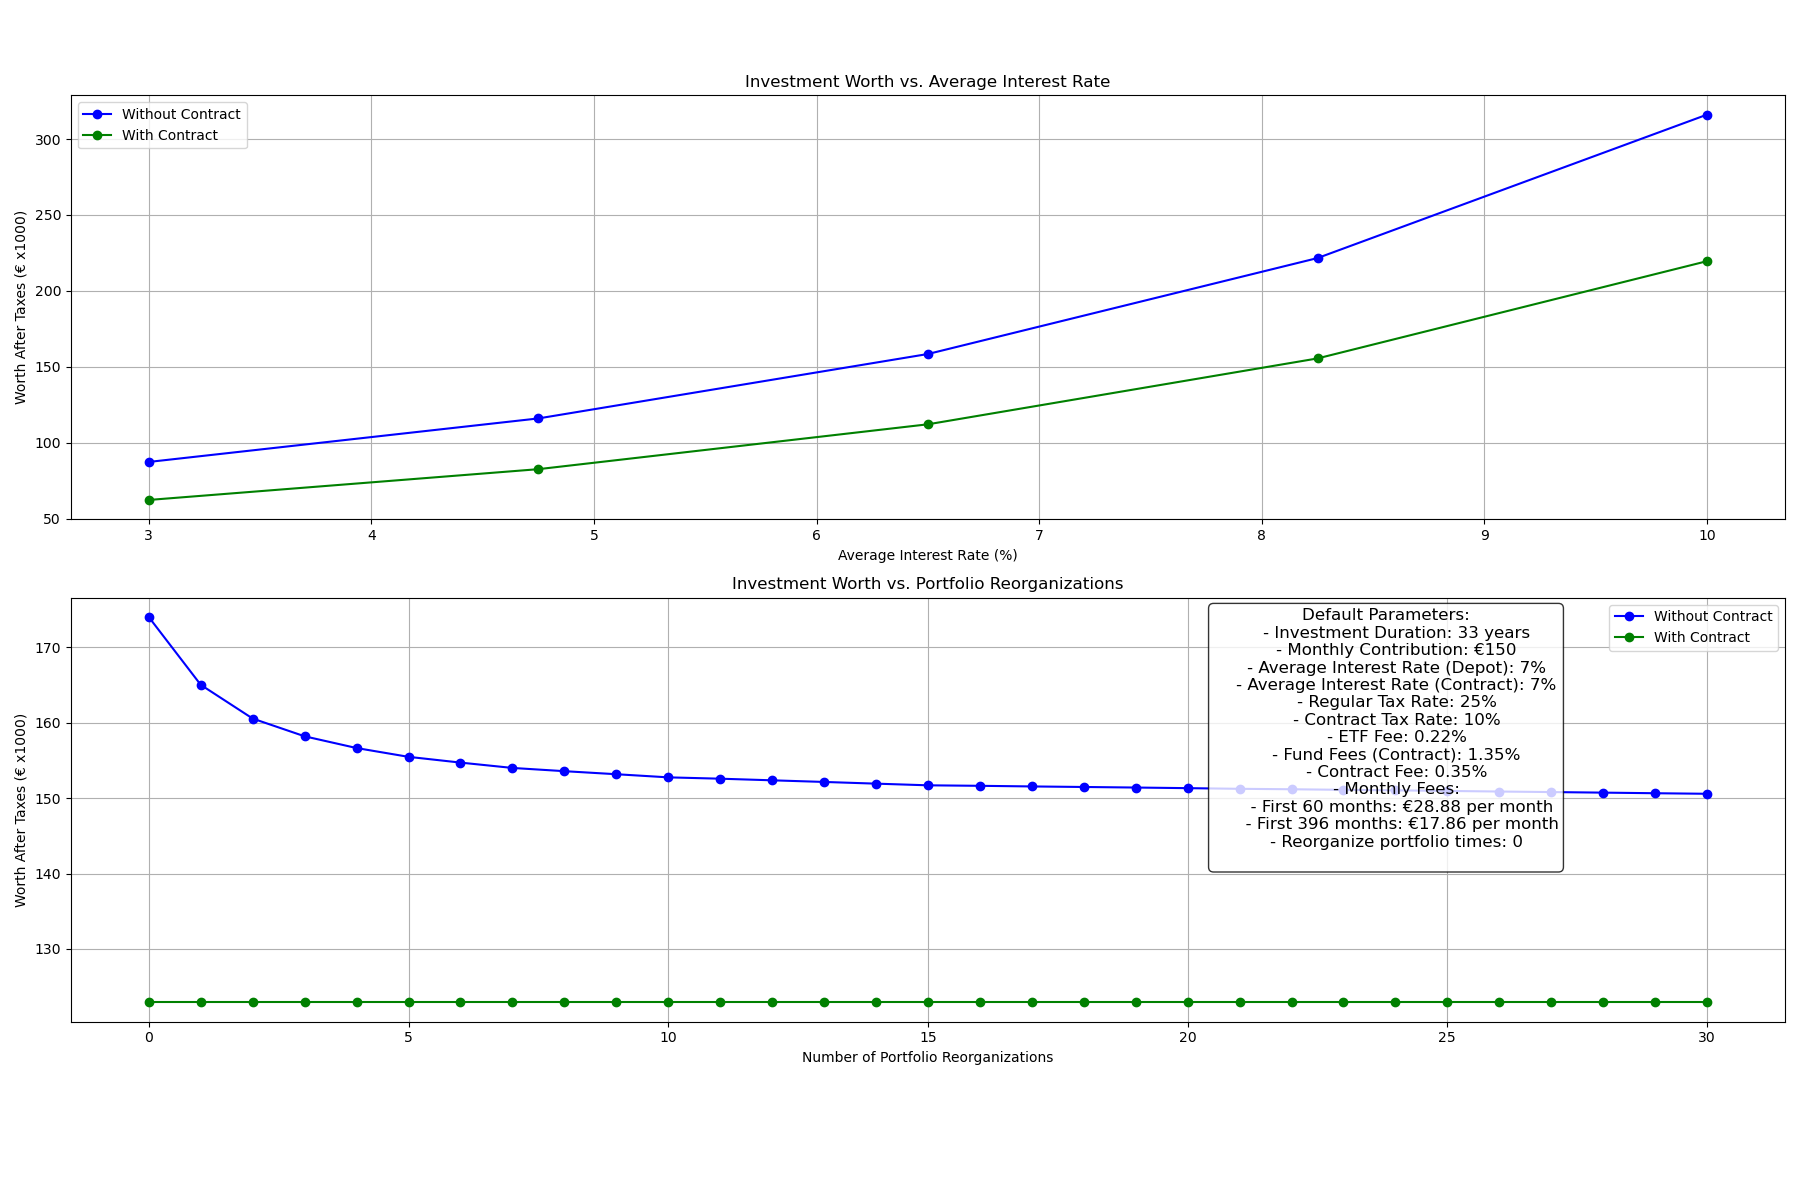 Investment Worth vs. Average Interest Rate
Without Contract
With Contract
Worth After Taxes (€ x1000)
300
250
200
150
100
50
3 4 5 6 7 8 9 10
Average Interest Rate (%)
Investment Worth vs. Portfolio Reorganizations
Without Contract
With Contract
Default Parameters:
- Investment Duration: 33 years
- Monthly Contribution: €150
- Average Interest Rate (Depot): 7%
- Average Interest Rate (Contract): 7%
- Regular Tax Rate: 25%
- Contract Tax Rate: 10%
- ETF Fee: 0.22%
- Fund Fees (Contract): 1.35%
- Contract Fee: 0.35%
- Monthly Fees:
- First 60 months: €28.88 per month
- First 396 months: €17.86 per month
- Reorganize portfolio times: 0
Worth After Taxes (€ x1000)
170
160
150
140
130
0 5 10 15 20 25 30
Number of Portfolio Reorganizations